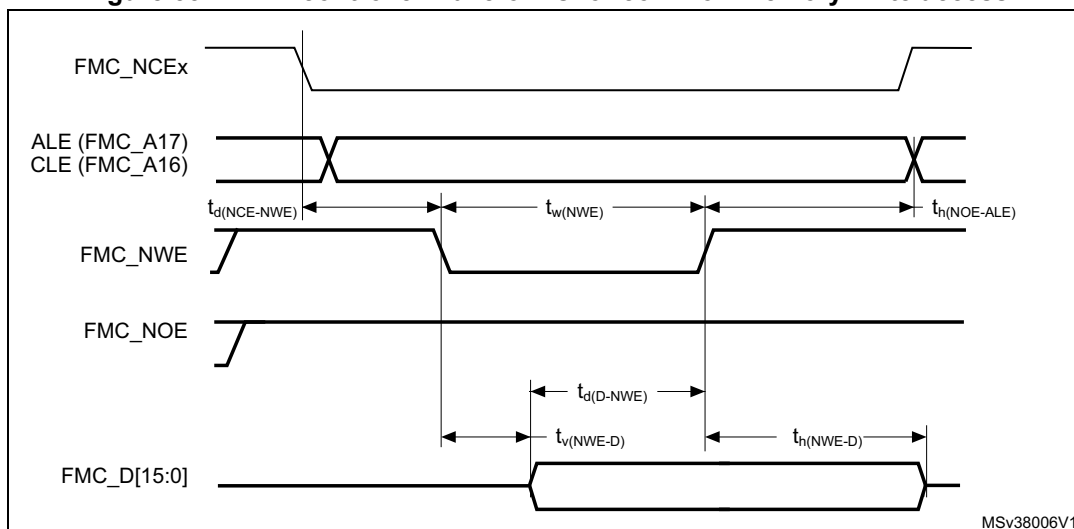 FMC_NCEx
ALE (FMC_A17)
CLE (FMC_A16)
td(NCE-NWE)
tw(NWE)
th(NOE-ALE)
FMC_NWE
FMC_NOE
td(D-NWE)
tv(NWE-D)
th(NWE-D)
FMC_D[15:0]
MSv38006V1